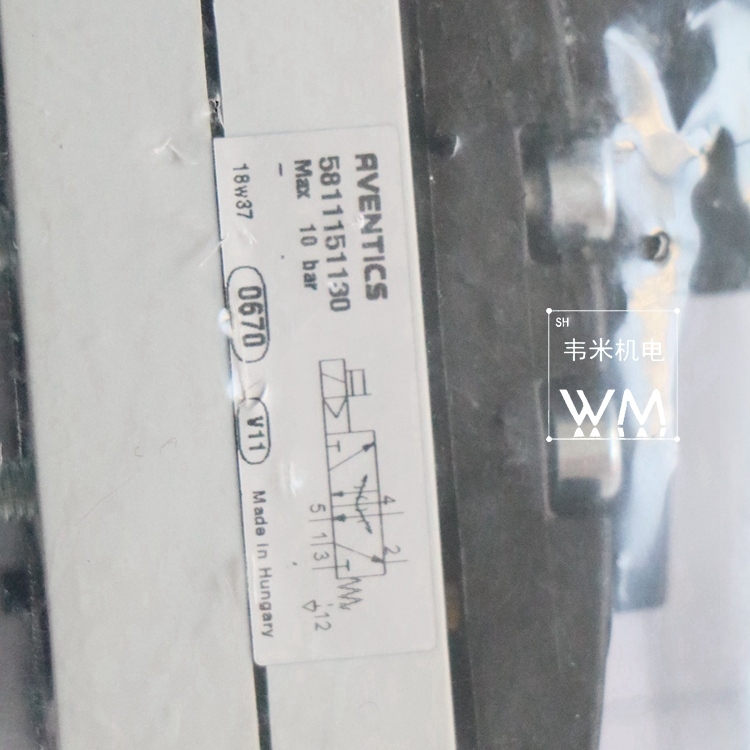 AVENTICS
5811151130
Max 10 bar
18W37 0670 V11 Made in Hungary
4 2
5 1 3
12
SH
韦米机电
WM